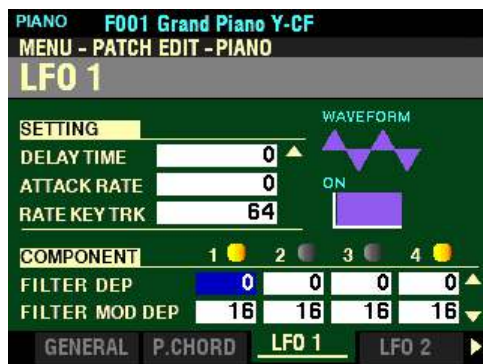 PIANO F001 Grand Piano Y-CF
MENU - PATCH EDIT - PIANO
LFO 1
SETTING
WAVEFORM
DELAY TIME 0
ATTACK RATE 0
ON
RATE KEY TRK 64
COMPONENT 1 2 3 4
FILTER DEP 0 0 0 0
FILTER MOD DEP 16 16 16 16
GENERAL P.CHORD LFO 1 LFO 2